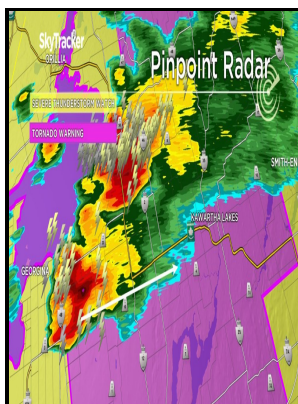 SkyTracker
ORILLIA
Pinpoint Radar
SEVERE THUNDERSTORM WATCH
TORNADO WARNING
SMITH-EN
KAWARTHA LAKES
GEORGINA